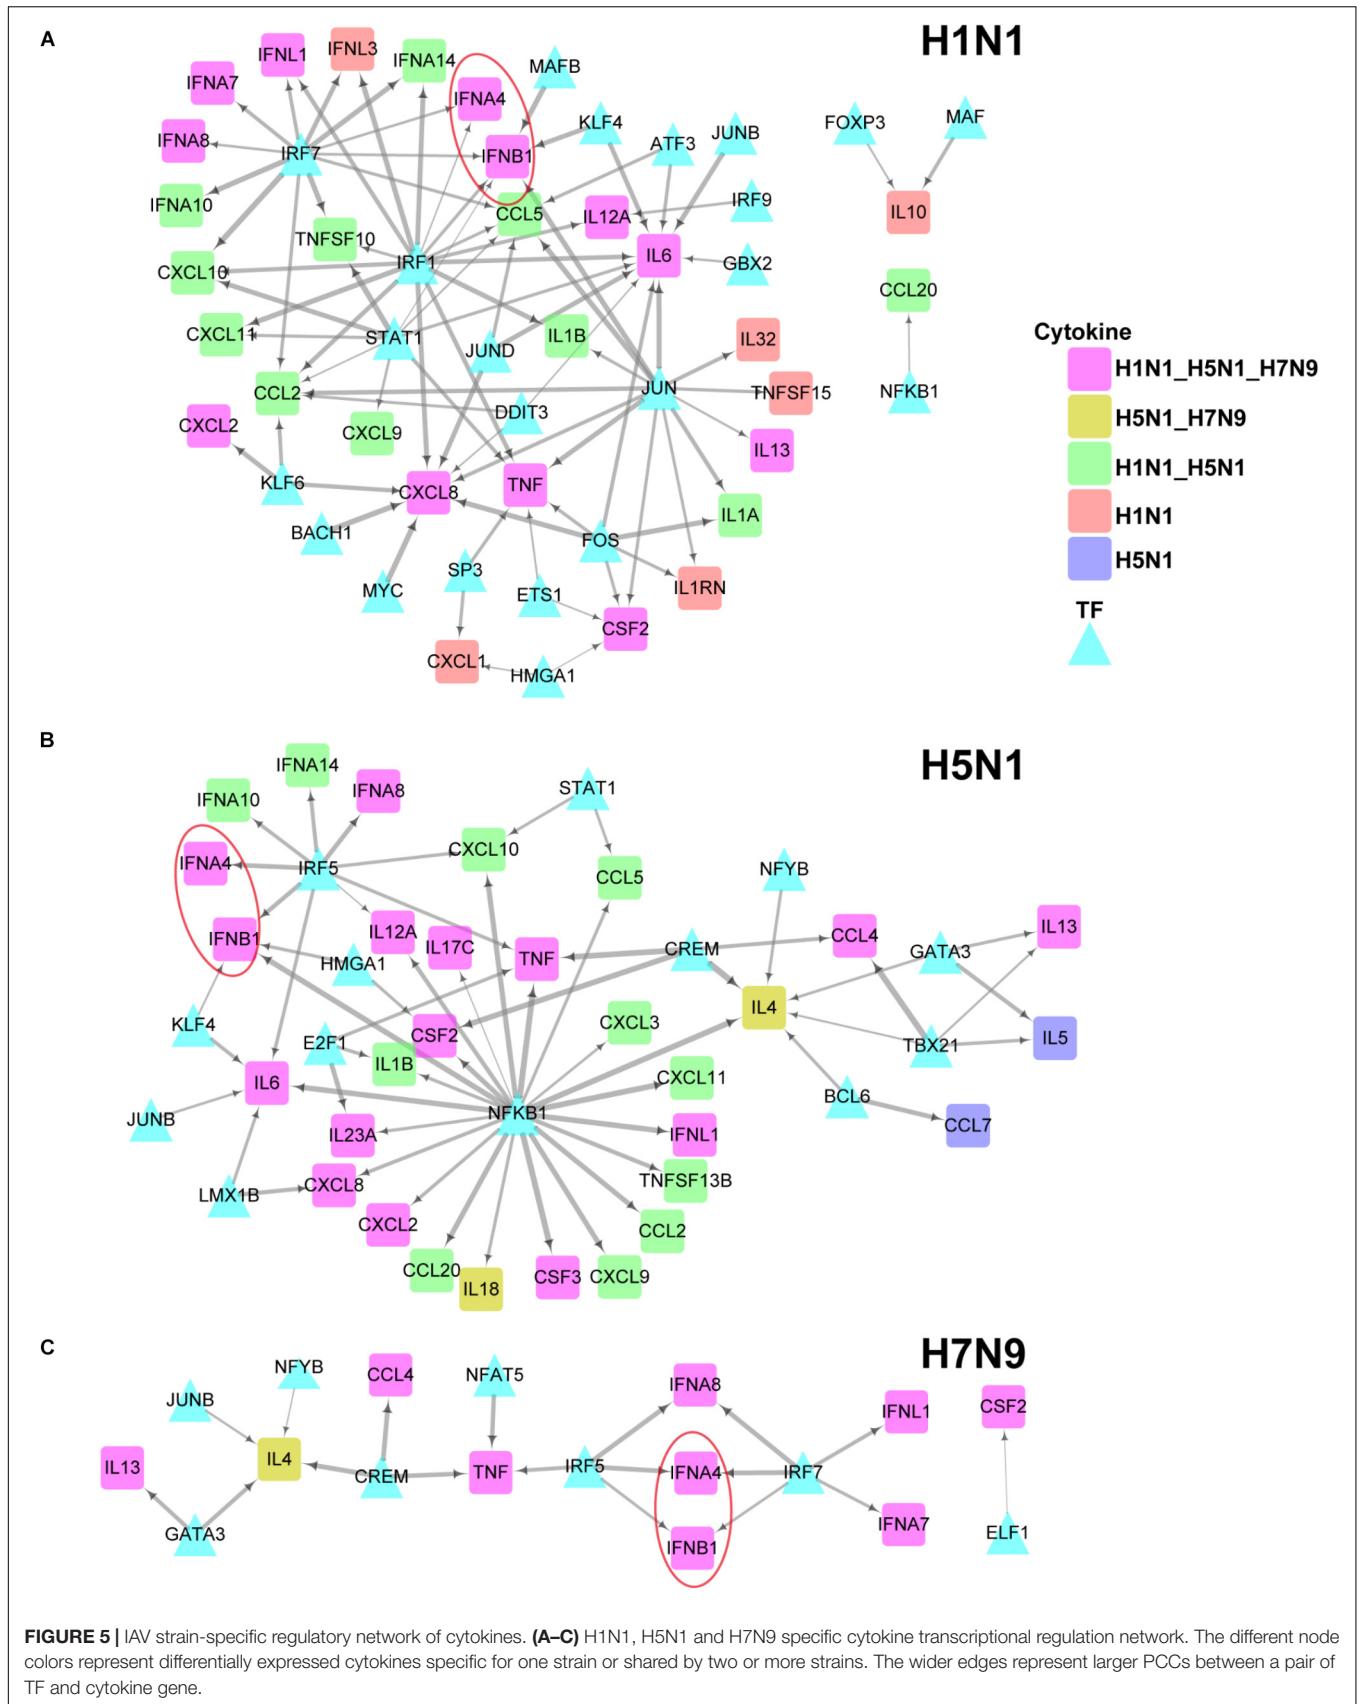 A
H1N1
IFNL1
IFNL3
IFNA14
IFNA7
IFNA4
MAFB
IFNA8
IRF7
IFNB1
KLF4
ATF3
JUNB
FOXP3
MAF
IFNA10
TNFSF10
CCL5
IL12A
IRF9
IL10
CXCL10
IRF1
IL6
GBX2
CCL20
CXCL11
STAT1
JUND
IL1B
IL32
NFKB1
CCL2
CXCL9
DDIT3
JUN
TNFSF15
CXCL2
IL13
KLF6
CXCL8
TNF
IL1A
BACH1
FOS
MYC
SP3
ETS1
IL1RN
CSF2
CXCL1
HMGA1
Cytokine
H1N1_H5N1_H7N9
H5N1_H7N9
H1N1_H5N1
H1N1
H5N1
TF
B
H5N1
IFNA14
IFNA10
IFNA8
STAT1
IFNA4
IRF5
CXCL10
CCL5
NFYB
IFNB1
IL12A
IL17C
HMGA1
TNF
CREM
CCL4
GATA3
IL13
KLF4
E2F1
CSF2
IL1B
CXCL3
IL4
TBX21
IL5
IL6
CXCL11
BCL6
JUNB
IL23A
NFKB1
IFNL1
CCL7
LMX1B
CXCL8
TNFSF13B
CXCL2
CCL2
CCL20
IL18
CSF3
CXCL9
C
H7N9
JUNB
NFYB
CCL4
NFAT5
IFNA8
IFNL1
CSF2
IL13
IL4
CREM
TNF
IRF5
IFNA4
IRF7
GATA3
IFNB1
IFNA7
ELF1
FIGURE 5 | IAV strain-specific regulatory network of cytokines. (A–C) H1N1, H5N1 and H7N9 specific cytokine transcriptional regulation network. The different node
colors represent differentially expressed cytokines specific for one strain or shared by two or more strains. The wider edges represent larger PCCs between a pair of
TF and cytokine gene.